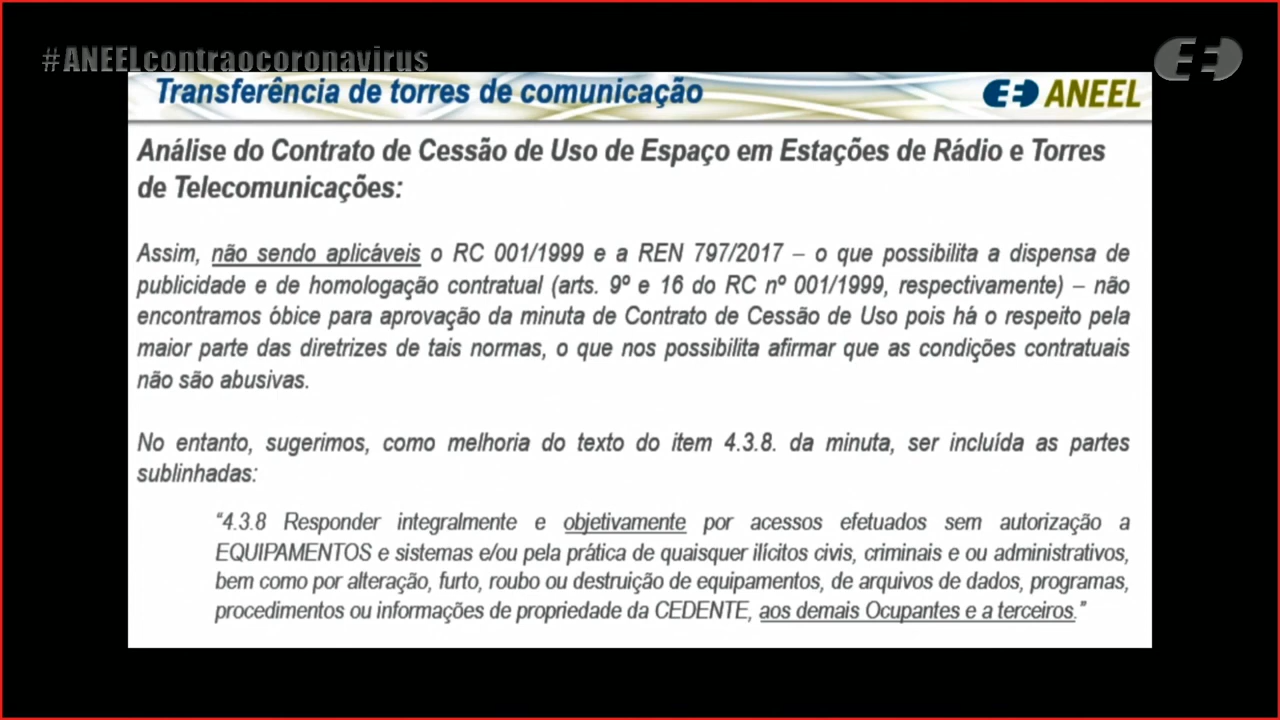 #ANEELcontraocoronavirus
Transferência de torres de comunicação
ANEEL
Análise do Contrato de Cessão de Uso de Espaço em Estações de Rádio e Torres
de Telecomunicações:
Assim, não sendo aplicáveis o RC 001/1999 e a REN 797/2017 – o que possibilita a dispensa de
publicidade e de homologação contratual (arts. 9º e 16 do RC nº 001/1999, respectivamente) – não
encontramos óbice para aprovação da minuta de Contrato de Cessão de Uso pois há o respeito pela
maior parte das diretrizes de tais normas, o que nos possibilita afirmar que as condições contratuais
não são abusivas.
No entanto, sugerimos, como melhoria do texto do item 4.3.8. da minuta, ser incluída as partes
sublinhadas:
“4.3.8 Responder integralmente e objetivamente por acessos efetuados sem autorização a
EQUIPAMENTOS e sistemas e/ou pela prática de quaisquer ilícitos civis, criminais e ou administrativos,
bem como por alteração, furto, roubo ou destruição de equipamentos, de arquivos de dados, programas,
procedimentos ou informações de propriedade da CEDENTE, aos demais Ocupantes e a terceiros.”